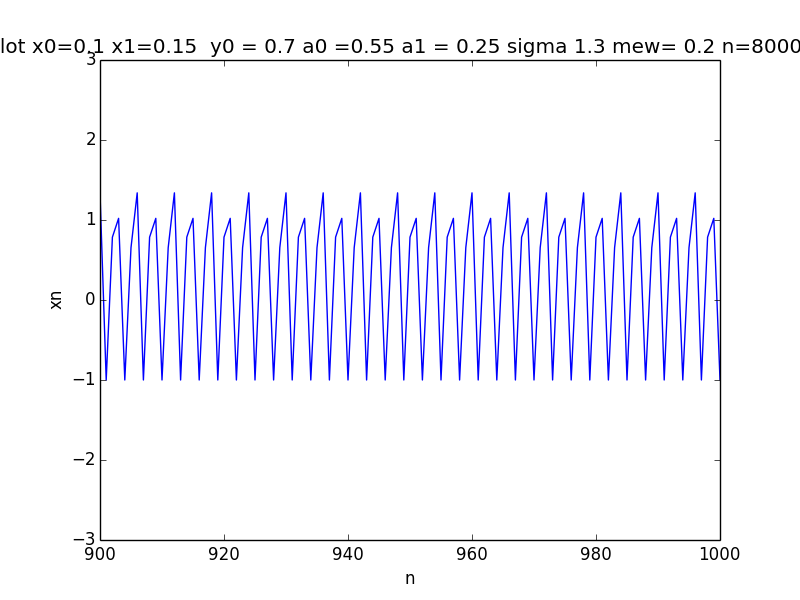 lot x0=0.1 x1=0.15  y0 = 0.7 a0 =0.55 a1 = 0.25 sigma 1.3 mew= 0.2 n=8000
3
2
1
0
−1
−2
−3
xn
900 920 940 960 980 1000
n